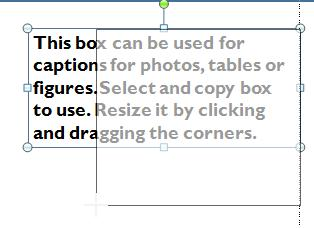 This box can be used for
captions for photos, tables or
figures. Select and copy box
to use. Resize it by clicking
and dragging the corners.